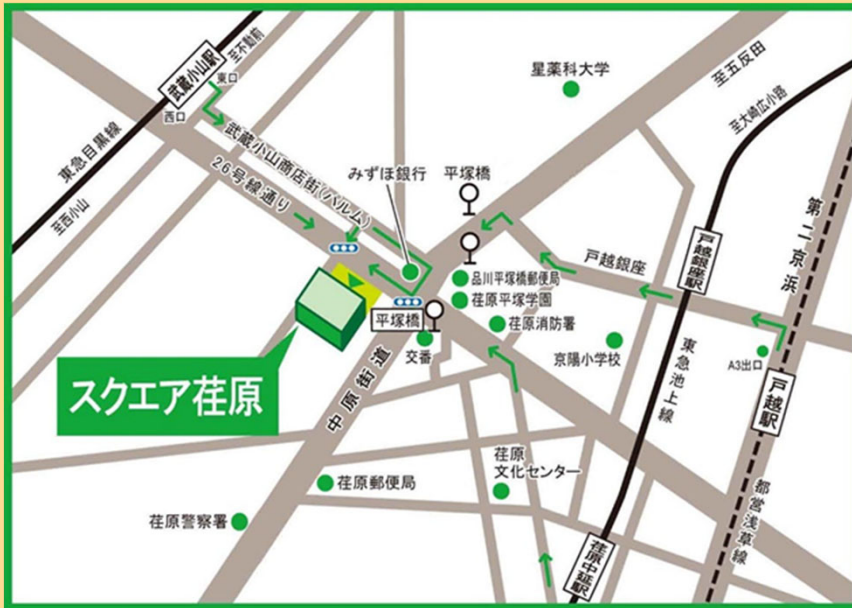 武蔵小山駅
至不動前
東口
西口
東急目黒線
至西小山
武蔵小山商店街(パルム)
26号線通り
みずほ銀行
平塚橋
星薬科大学
至五反田
至大崎広小路
第二京浜
戸越銀座駅
戸越銀座
品川平塚橋郵便局
荏原平塚学園
荏原消防署
平塚橋
交番
京陽小学校
A3出口
戸越駅
東急池上線
スクエア荏原
中原街道
荏原郵便局
荏原警察署
荏原
文化センター
荏原中延駅
都営浅草線